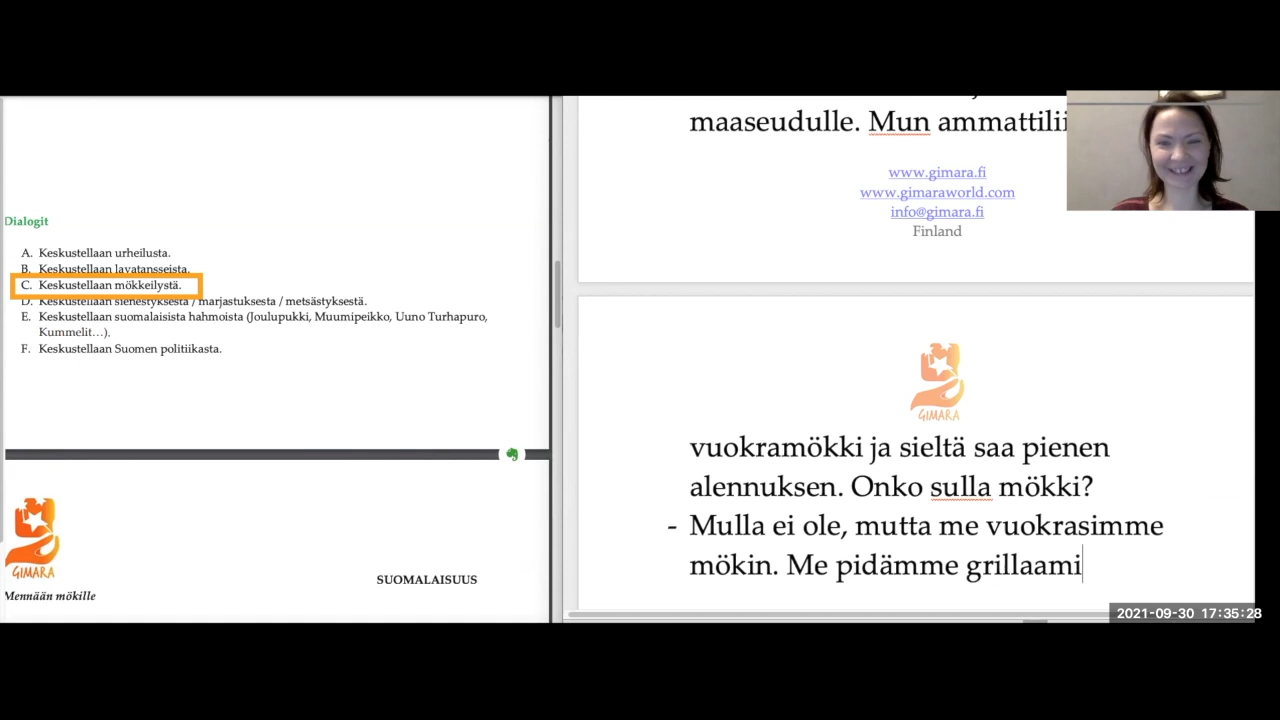 Dialogit
A. Keskustellaan urheilusta.
B. Keskustellaan lavatansseista.
C. Keskustellaan mökkeilystä.
D. Keskustellaan sienestyksestä / marjastuksesta / metsästyksestä.
E. Keskustellaan suomalaisista hahmoista (Joulupukki, Muumipeikko, Uuno Turhapuro,
Kummelit…).
F. Keskustellaan Suomen politiikasta.
GIMARA
SUOMALAISUUS
Mennään mökille
maaseudulle. Mun ammattilii
www.gimara.fi
www.gimaraworld.com
info@gimara.fi
Finland
GIMARA
vuokramökki ja sieltä saa pienen
alennuksen. Onko sulla mökki?
- Mulla ei ole, mutta me vuokrasimme
mökin. Me pidämme grillaami
2021-09-30 17:35:28